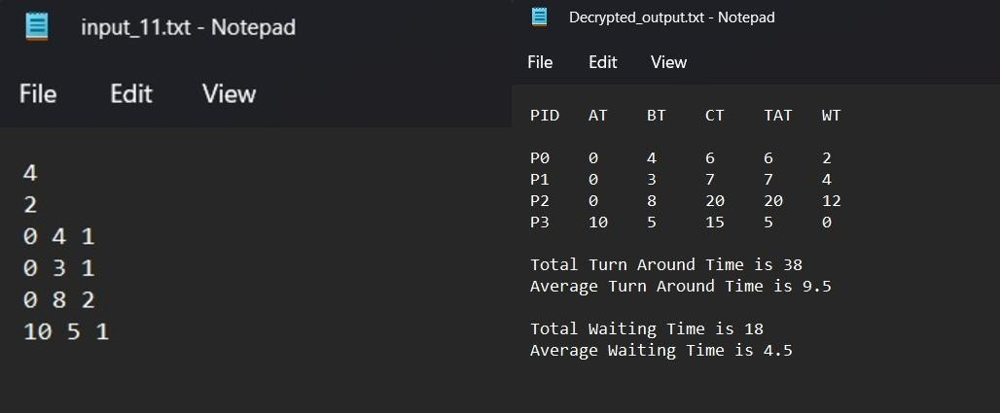 input_11.txt - Notepad
File Edit View
4
2
0 4 1
0 3 1
0 8 2
10 5 1
Decrypted_output.txt - Notepad
File Edit View
PID AT BT CT TAT WT
P0 0 4 6 6 2
P1 0 3 7 7 4
P2 0 8 20 20 12
P3 10 5 15 5 0
Total Turn Around Time is 38
Average Turn Around Time is 9.5
Total Waiting Time is 18
Average Waiting Time is 4.5